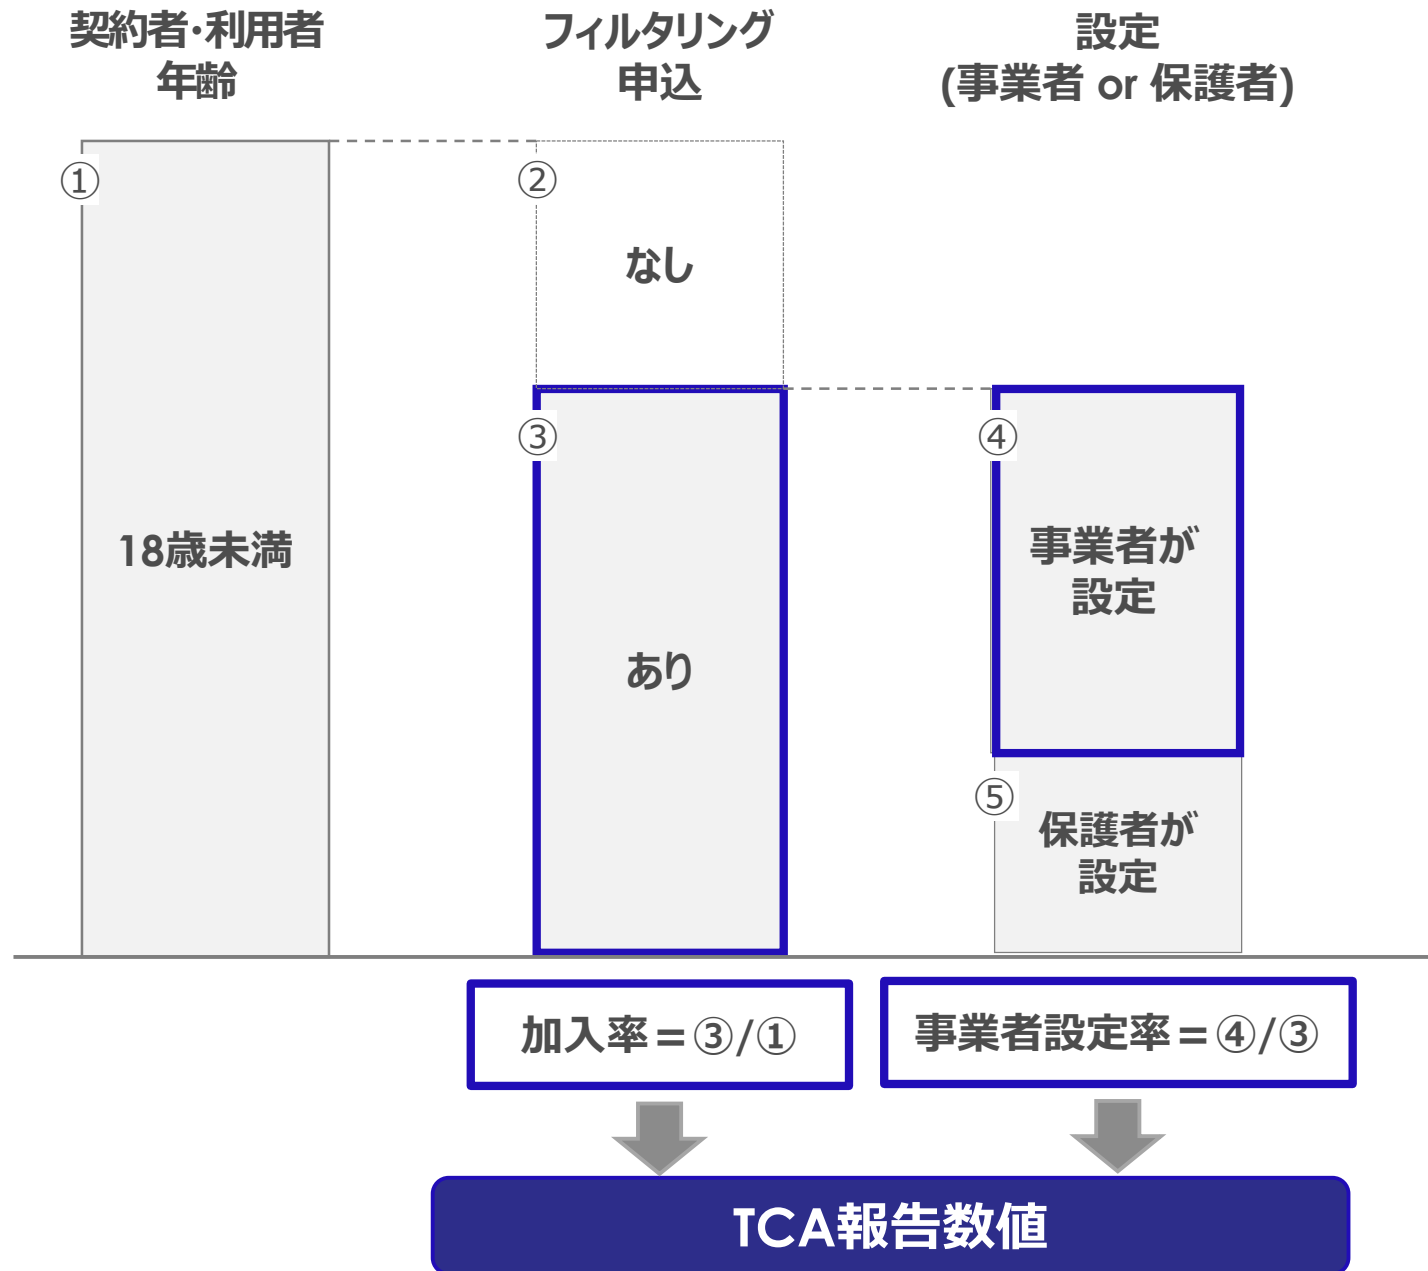 契約者･利用者
年齢
フィルタリング
申込
設定
(事業者 or 保護者)
①
18歳未満
②
なし
③
あり
④
事業者が
設定
⑤
保護者が
設定
加入率=③/①
事業者設定率=④/③
TCA報告数値